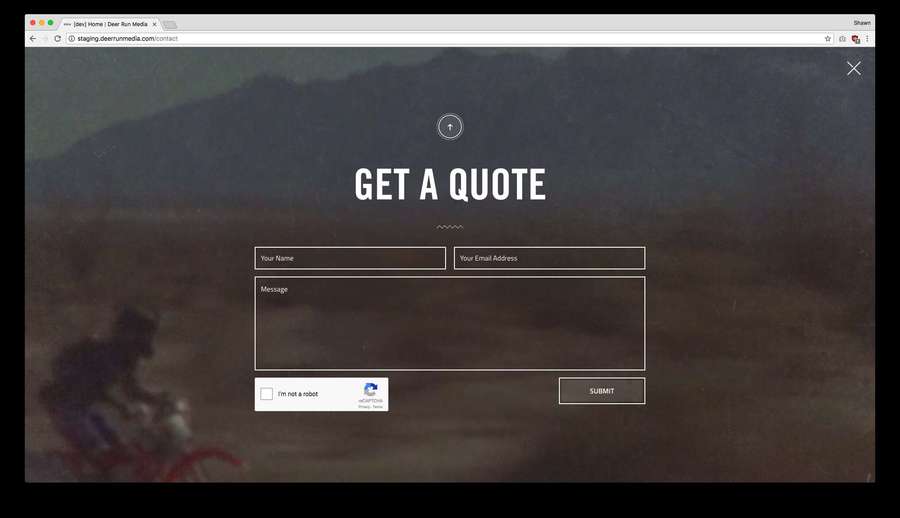 [dev] Home | Deer Run Media
Shawn
staging.deerrunmedia.com/contact
GET A QUOTE
Your Name
Your Email Address
Message
I'm not a robot
reCAPTCHA
Privacy - Terms
SUBMIT